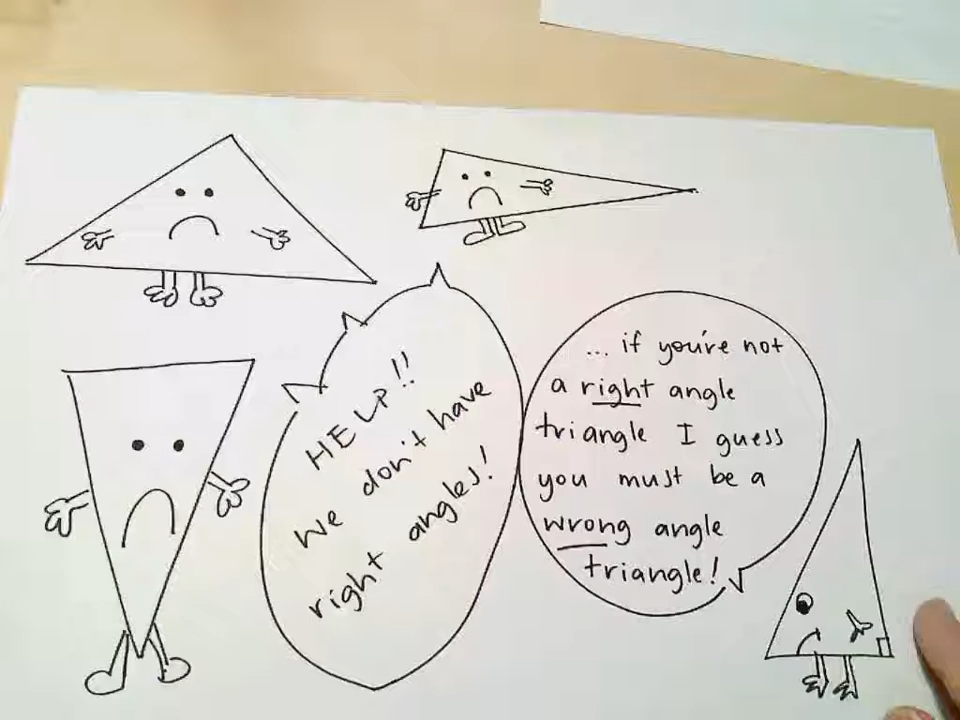 HELP!!
We don't have
right angles!
... if you're not
a right angle
triangle I guess
you must be a
wrong angle
triangle!